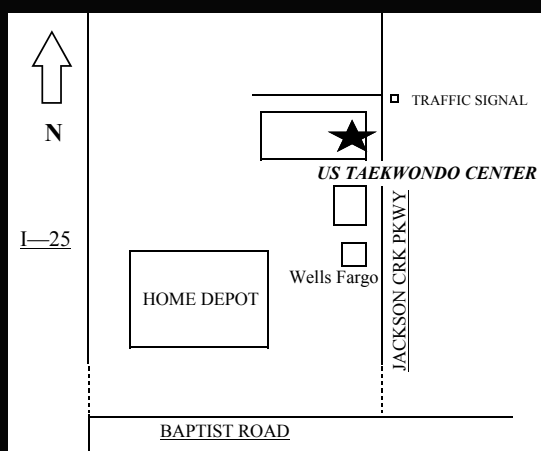 TRAFFIC SIGNAL
N
US TAEKWONDO CENTER
I—25
JACKSON CRK PKWY
Wells Fargo
HOME DEPOT
BAPTIST ROAD